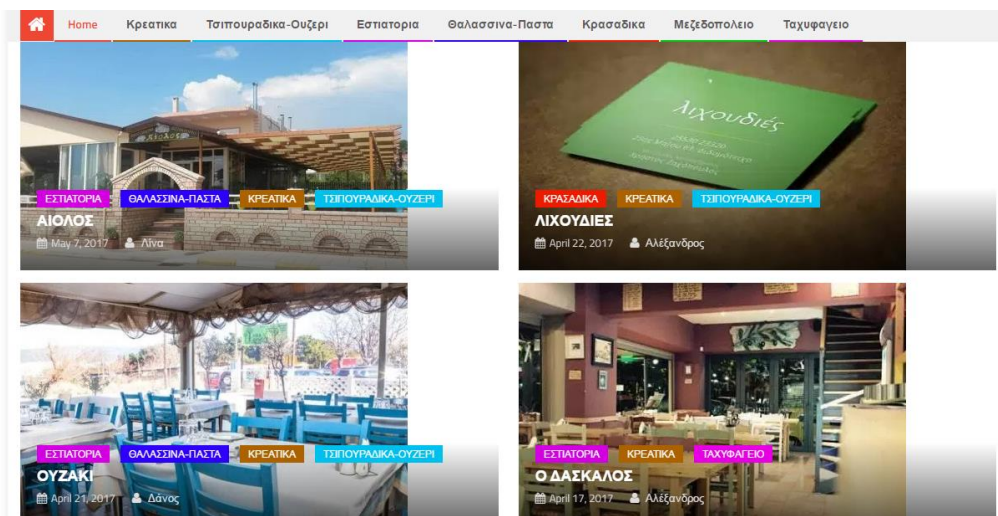 Home Κρεατικα Τσιπουραδικα-Ουζερι Εστιατορια Θαλασσινα-Παστα Κρασαδικα Μεζεδοπολειο Ταχυφαγειο
Αίολος
ΕΣΤΙΑΤΟΡΙΑ ΘΑΛΑΣΣΙΝΑ-ΠΑΣΤΑ ΚΡΕΑΤΙΚΑ ΤΣΙΠΟΥΡΑΔΙΚΑ-ΟΥΖΕΡΙ
ΑΙΟΛΟΣ
May 7, 2017 Λίνα
λιχουδιές
ΚΡΑΣΑΔΙΚΑ ΚΡΕΑΤΙΚΑ ΤΣΙΠΟΥΡΑΔΙΚΑ-ΟΥΖΕΡΙ
ΛΙΧΟΥΔΙΕΣ
April 22, 2017 Αλέξανδρος
ΕΣΤΙΑΤΟΡΙΑ ΘΑΛΑΣΣΙΝΑ-ΠΑΣΤΑ ΚΡΕΑΤΙΚΑ ΤΣΙΠΟΥΡΑΔΙΚΑ-ΟΥΖΕΡΙ
ΟΥΖΑΚΙ
April 21, 2017 Δάνος
ΕΣΤΙΑΤΟΡΙΑ ΚΡΕΑΤΙΚΑ ΤΑΧΥΦΑΓΕΙΟ
Ο ΔΑΣΚΑΛΟΣ
April 17, 2017 Αλέξανδρος